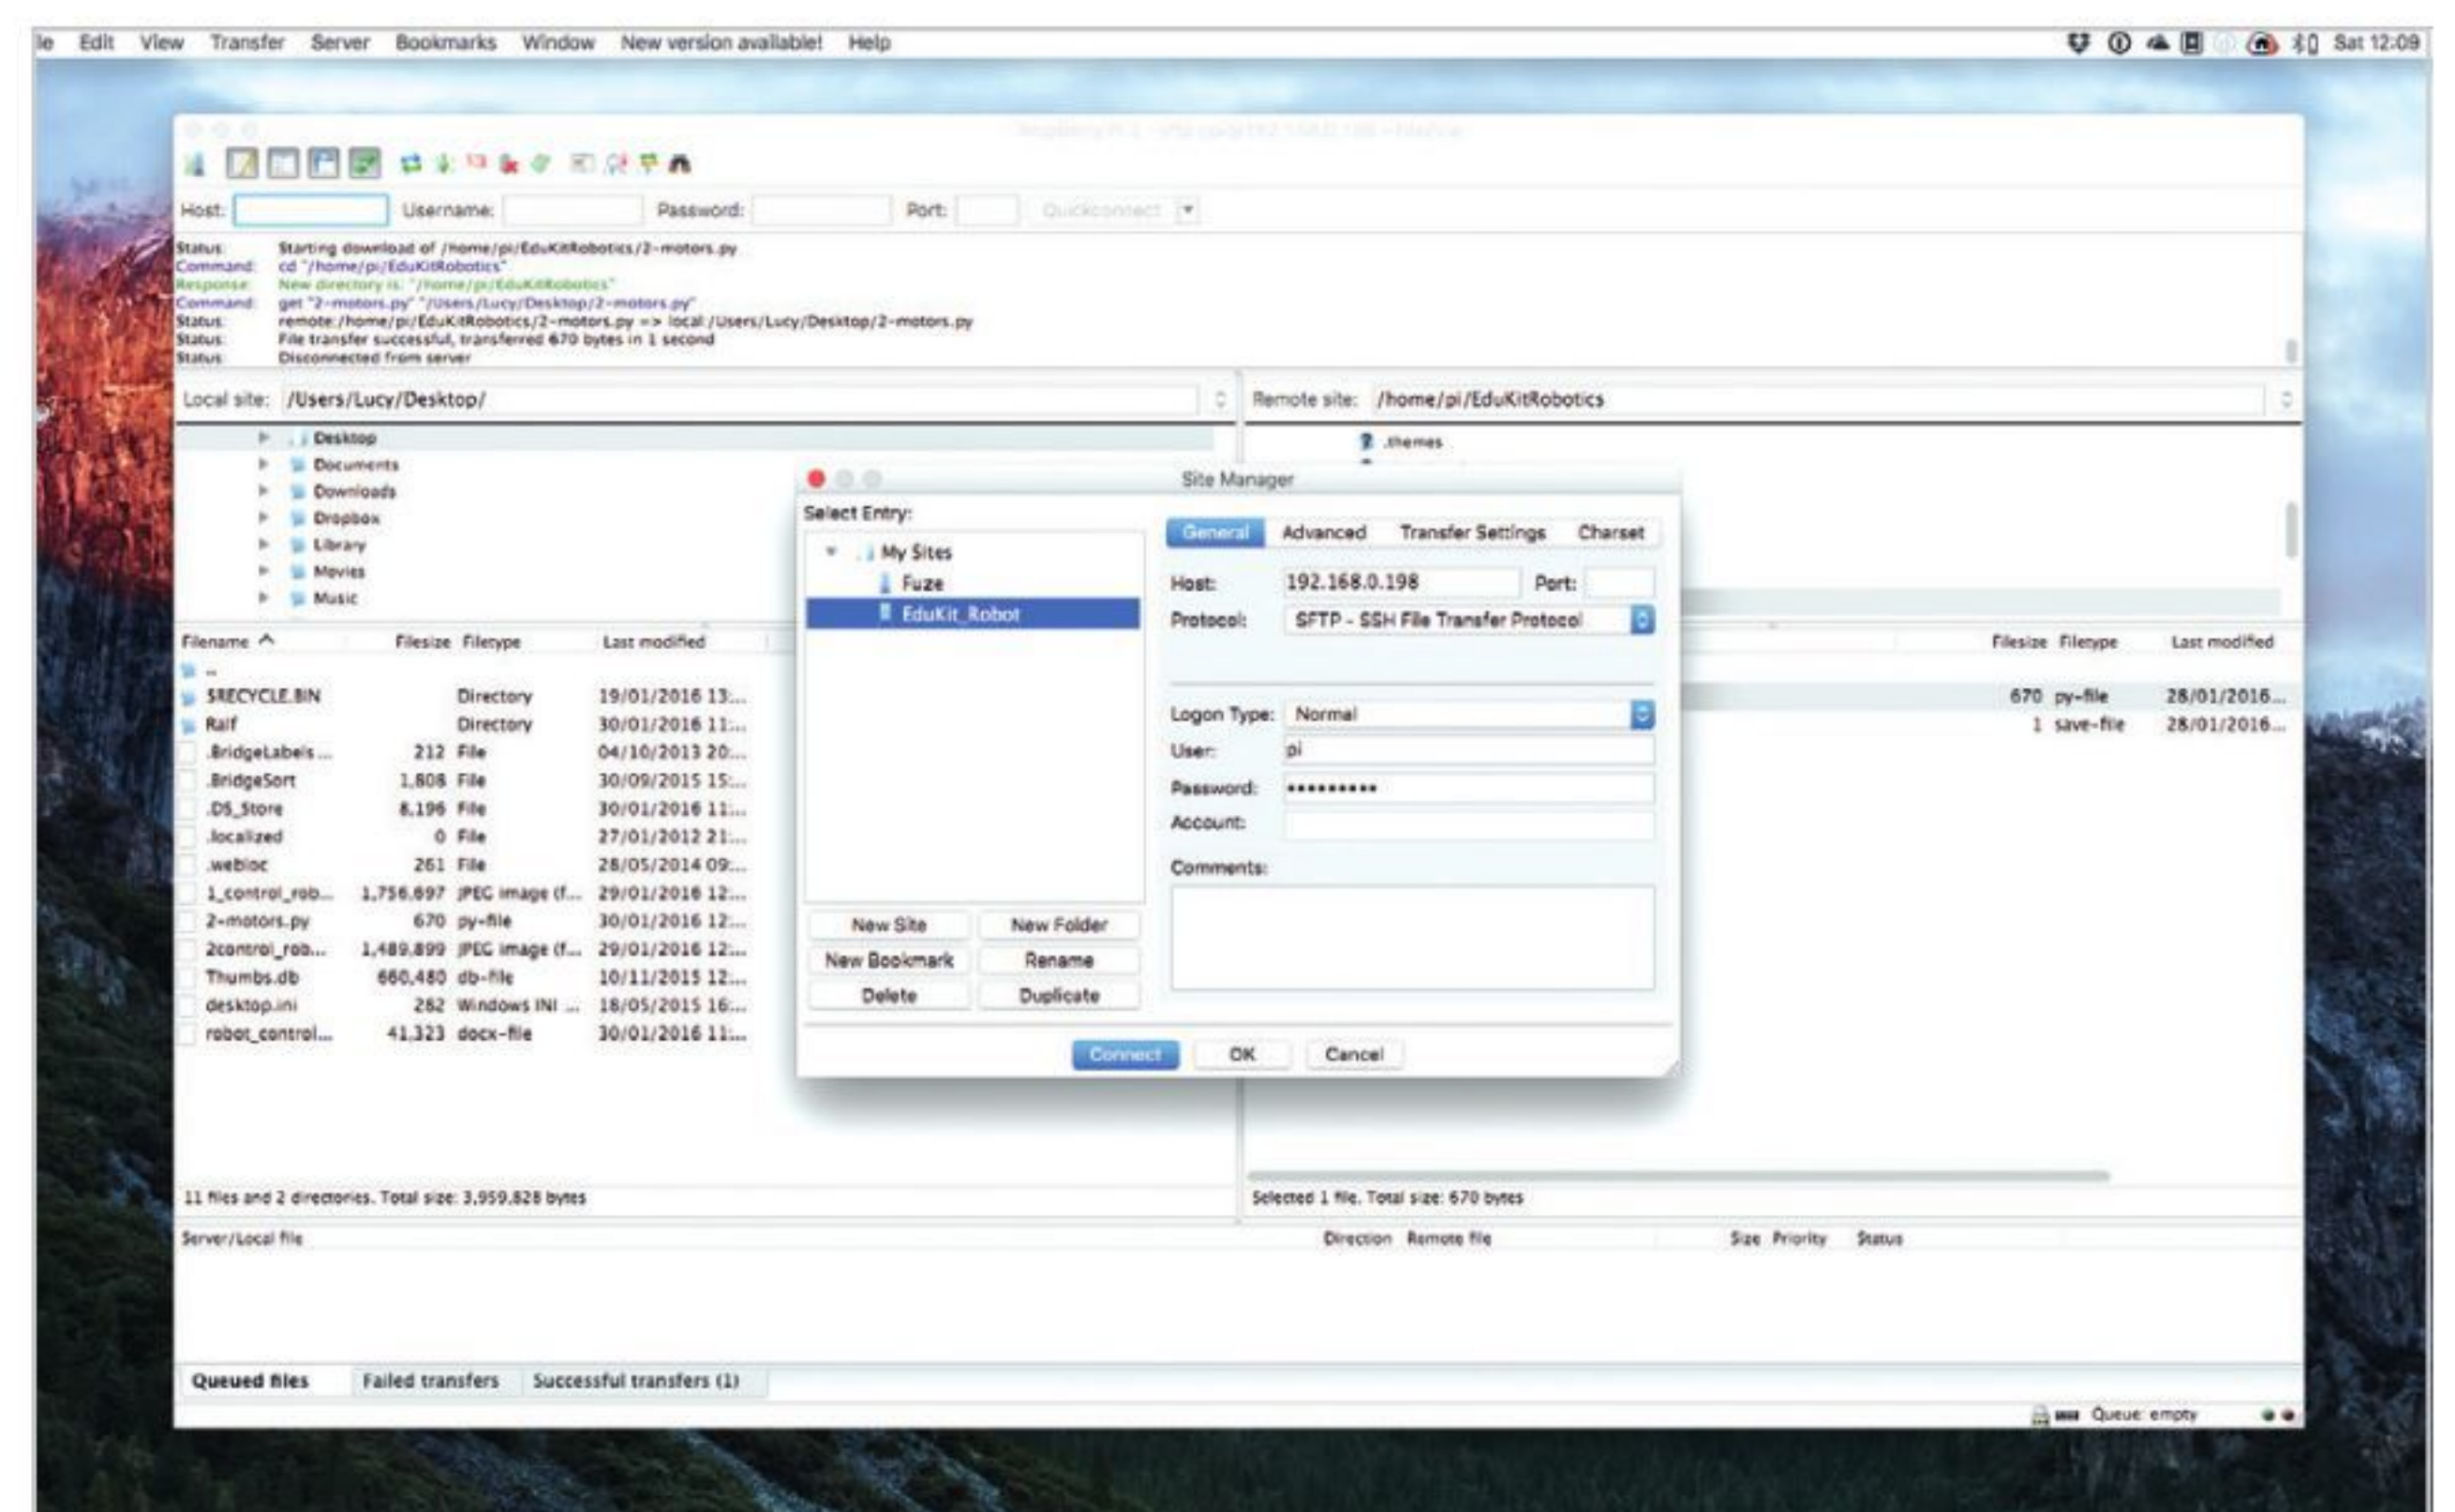 le Edit View Transfer Server Bookmarks Window New version available! Help Sat 12:09
Host: Username: Password: Port: Quickconnect
Status: Starting download of /home/pi/EduKitRobotics/2-motors.py
Command: cd "/home/pi/EduKitRobotics"
Response: New directory is: "/home/pi/EduKitRobotics"
Command: get "2-motors.py" "/Users/Lucy/Desktop/2-motors.py"
Status: remote:/home/pi/EduKitRobotics/2-motors.py => local:/Users/Lucy/Desktop/2-motors.py
Status: File transfer successful, transferred 670 bytes in 1 second
Status: Disconnected from server
Local site: /Users/Lucy/Desktop/
Desktop
Documents
Downloads
Dropbox
Library
Movies
Music
Filename Filesize Filetype Last modified
..
$RECYCLE.BIN Directory 19/01/2016 13:...
Ralf Directory 30/01/2016 11:...
.BridgeLabels ... 212 File 04/10/2013 20:...
.BridgeSort 1,808 File 30/09/2015 15:...
.DS_Store 8,196 File 30/01/2016 11:...
.localized 0 File 27/01/2012 21:...
.webloc 261 File 28/05/2014 09:...
1_control_rob... 1,756,697 JPEG image (f... 29/01/2016 12:...
2-motors.py 670 py-file 30/01/2016 12:...
2control_rob... 1,489,899 JPEG image (f... 29/01/2016 12:...
Thumbs.db 660,480 db-file 10/11/2015 12:...
desktop.ini 282 Windows INI ... 18/05/2015 16:...
robot_control... 41,323 docx-file 30/01/2016 11:...
11 files and 2 directories. Total size: 3,959,828 bytes
Remote site: /home/pi/EduKitRobotics
.themes
Filesize Filetype Last modified
670 py-file 28/01/2016...
1 save-file 28/01/2016...
Selected 1 file. Total size: 670 bytes
Site Manager
Select Entry:
My Sites
Fuze
EduKit_Robot
New Site New Folder
New Bookmark Rename
Delete Duplicate
General Advanced Transfer Settings Charset
Host: 192.168.0.198 Port:
Protocol: SFTP - SSH File Transfer Protocol
Logon Type: Normal
User: pi
Password: •••••••••
Account:
Comments:
Connect OK Cancel
Server/Local file Direction Remote file Size Priority Status
Queued files Failed transfers Successful transfers (1)
Queue: empty